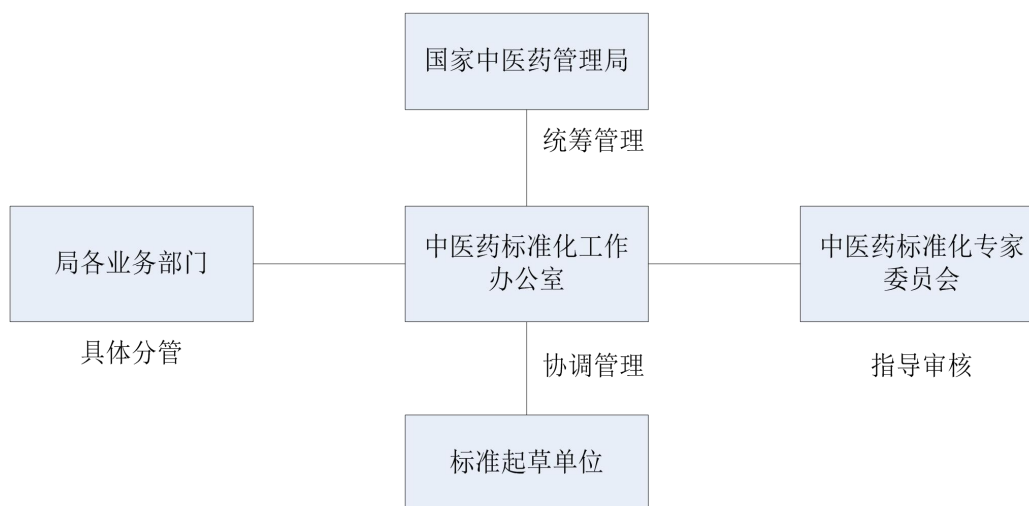 国家中医药管理局
统筹管理
局各业务部门
中医药标准化工作
办公室
中医药标准化专家
委员会
具体分管
协调管理
指导审核
标准起草单位